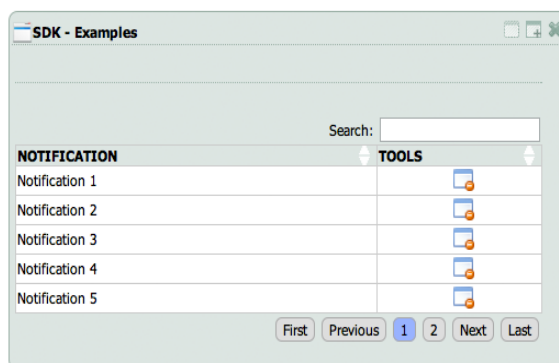 SDK - Examples
Search:
NOTIFICATION TOOLS
Notification 1
Notification 2
Notification 3
Notification 4
Notification 5
First Previous 1 2 Next Last